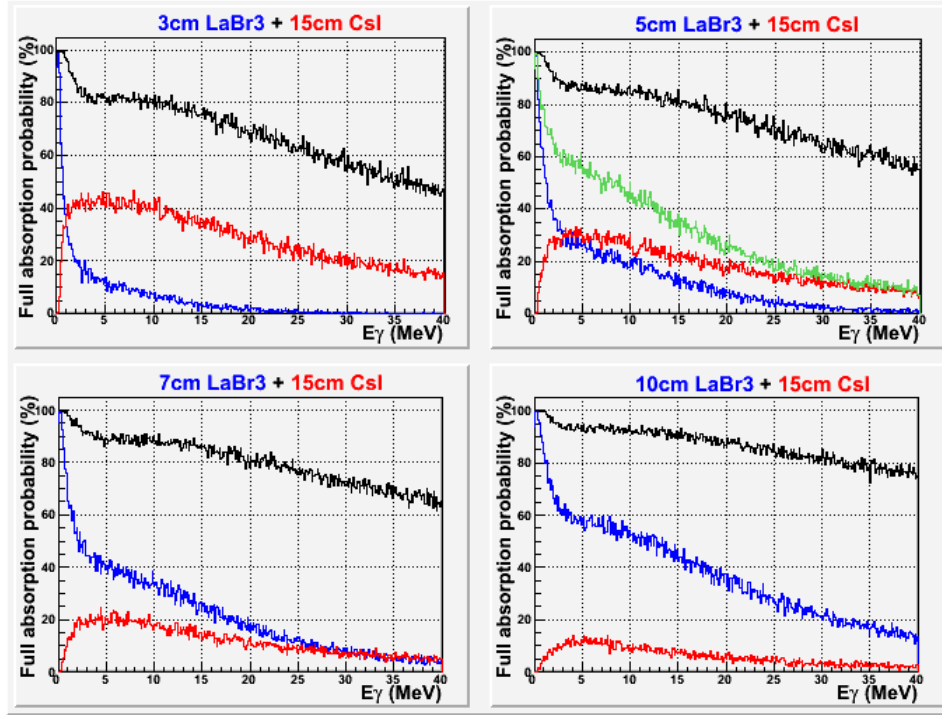 3cm LaBr3 + 15cm CsI
Full absorption probability (%)
100
80
60
40
20
0
0 5 10 15 20 25 30 35 40
Eγ (MeV)
5cm LaBr3 + 15cm CsI
Full absorption probability (%)
100
80
60
40
20
0
0 5 10 15 20 25 30 35 40
Eγ (MeV)
7cm LaBr3 + 15cm CsI
Full absorption probability (%)
100
80
60
40
20
0
0 5 10 15 20 25 30 35 40
Eγ (MeV)
10cm LaBr3 + 15cm CsI
Full absorption probability (%)
100
80
60
40
20
0
0 5 10 15 20 25 30 35 40
Eγ (MeV)